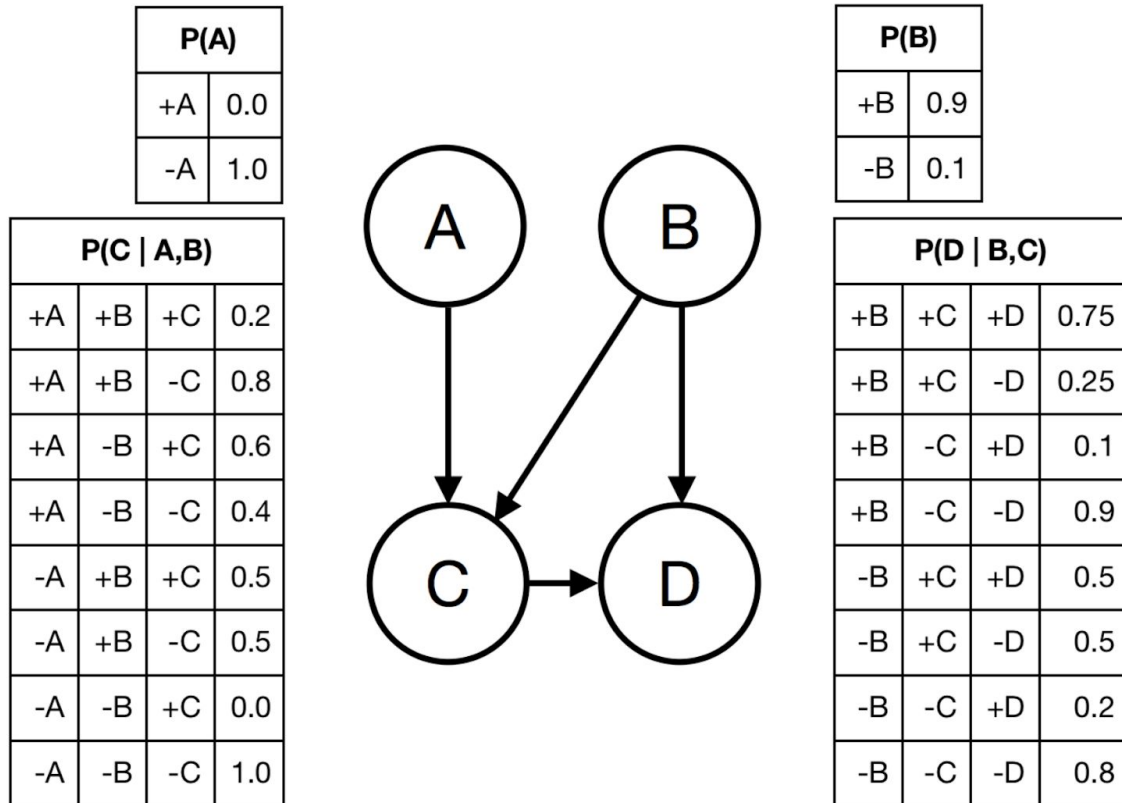 P(A)
+A 0.0
-A 1.0
P(B)
+B 0.9
-B 0.1
A
B
P(C | A,B)
+A +B +C 0.2
+A +B -C 0.8
+A -B +C 0.6
+A -B -C 0.4
-A +B +C 0.5
-A +B -C 0.5
-A -B +C 0.0
-A -B -C 1.0
C
D
P(D | B,C)
+B +C +D 0.75
+B +C -D 0.25
+B -C +D 0.1
+B -C -D 0.9
-B +C +D 0.5
-B +C -D 0.5
-B -C +D 0.2
-B -C -D 0.8